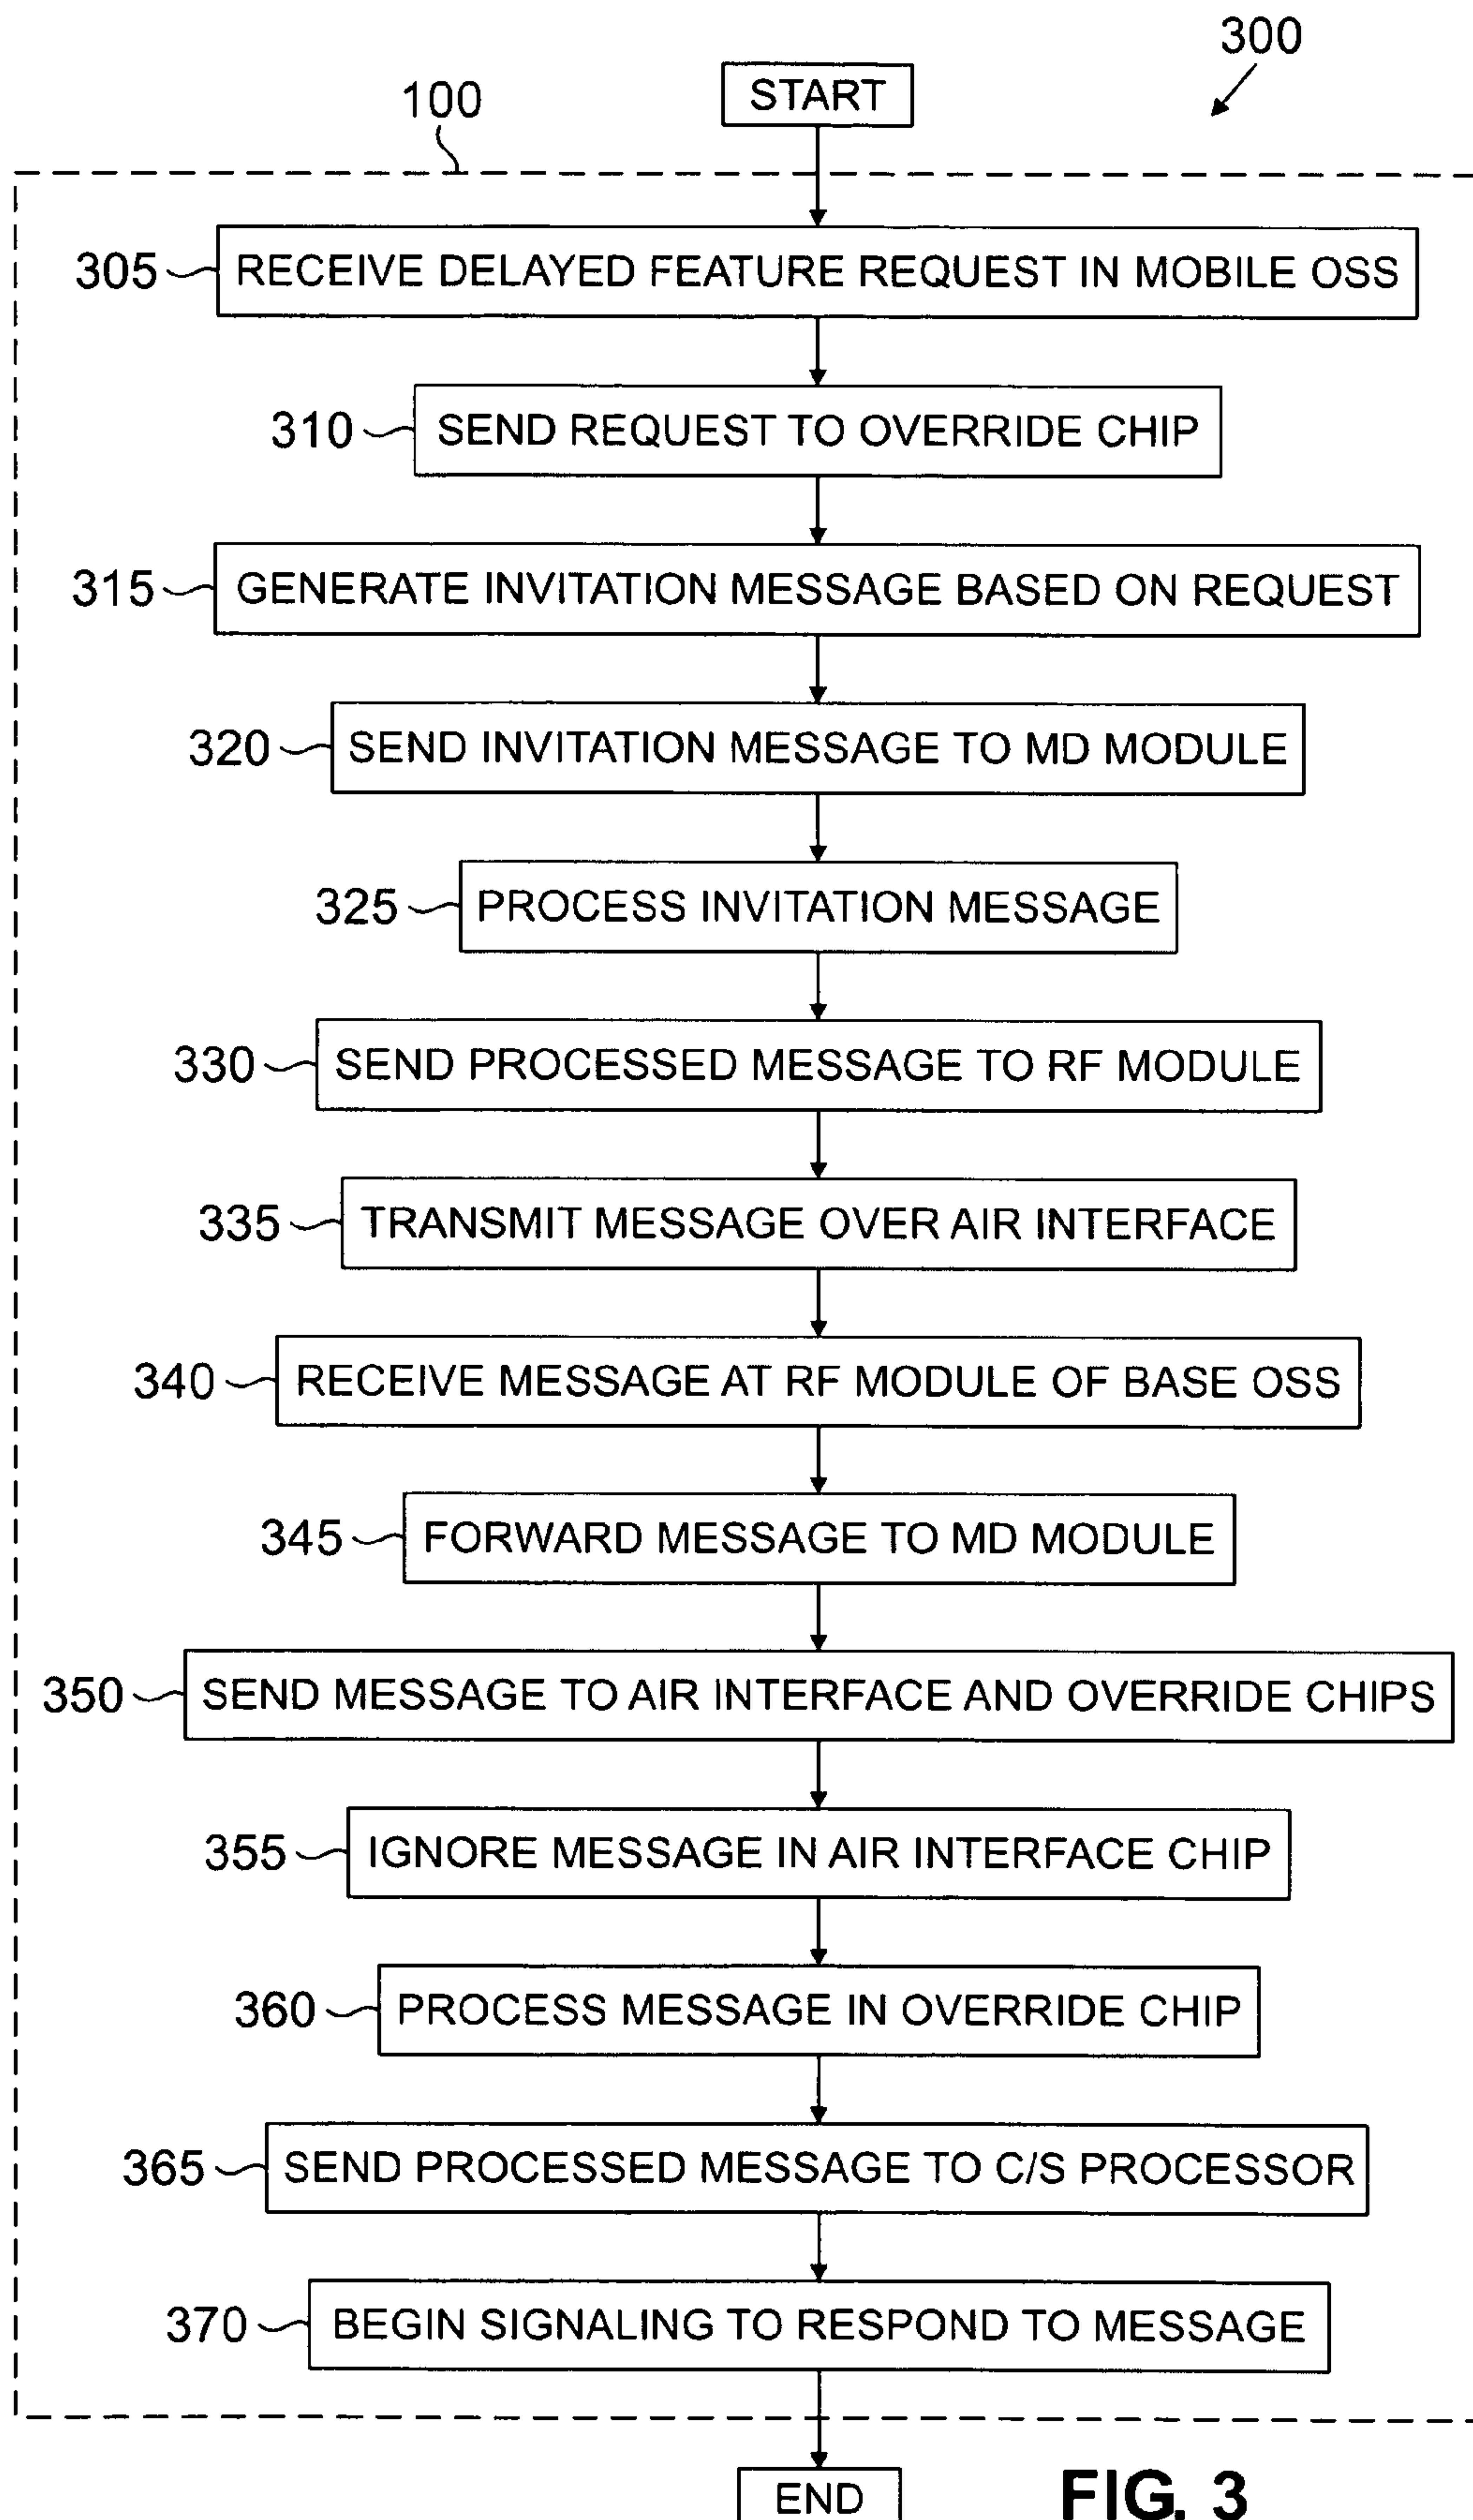 300
START
100
305 RECEIVE DELAYED FEATURE REQUEST IN MOBILE OSS
310 SEND REQUEST TO OVERRIDE CHIP
315 GENERATE INVITATION MESSAGE BASED ON REQUEST
320 SEND INVITATION MESSAGE TO MD MODULE
325 PROCESS INVITATION MESSAGE
330 SEND PROCESSED MESSAGE TO RF MODULE
335 TRANSMIT MESSAGE OVER AIR INTERFACE
340 RECEIVE MESSAGE AT RF MODULE OF BASE OSS
345 FORWARD MESSAGE TO MD MODULE
350 SEND MESSAGE TO AIR INTERFACE AND OVERRIDE CHIPS
355 IGNORE MESSAGE IN AIR INTERFACE CHIP
360 PROCESS MESSAGE IN OVERRIDE CHIP
365 SEND PROCESSED MESSAGE TO C/S PROCESSOR
370 BEGIN SIGNALING TO RESPOND TO MESSAGE
END
FIG. 3